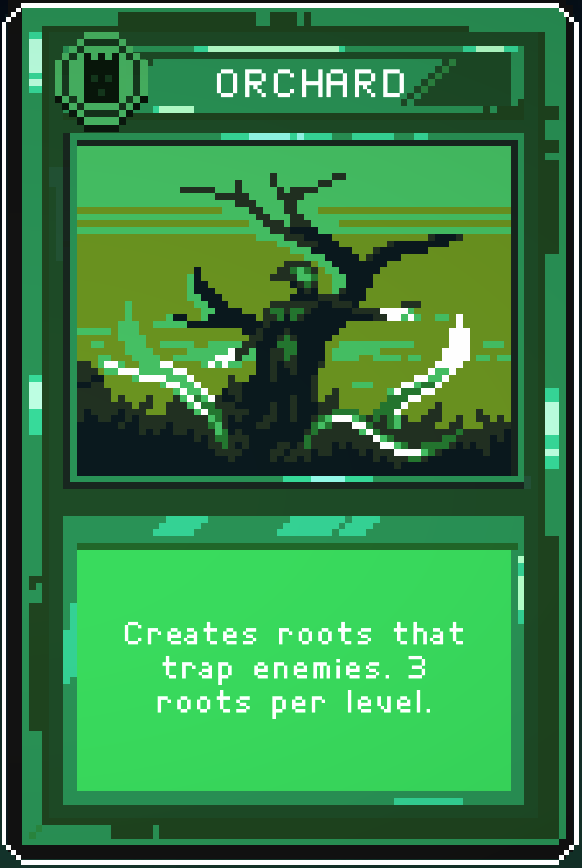 ORCHARD
Creates roots that
trap enemies. 3
roots per level.